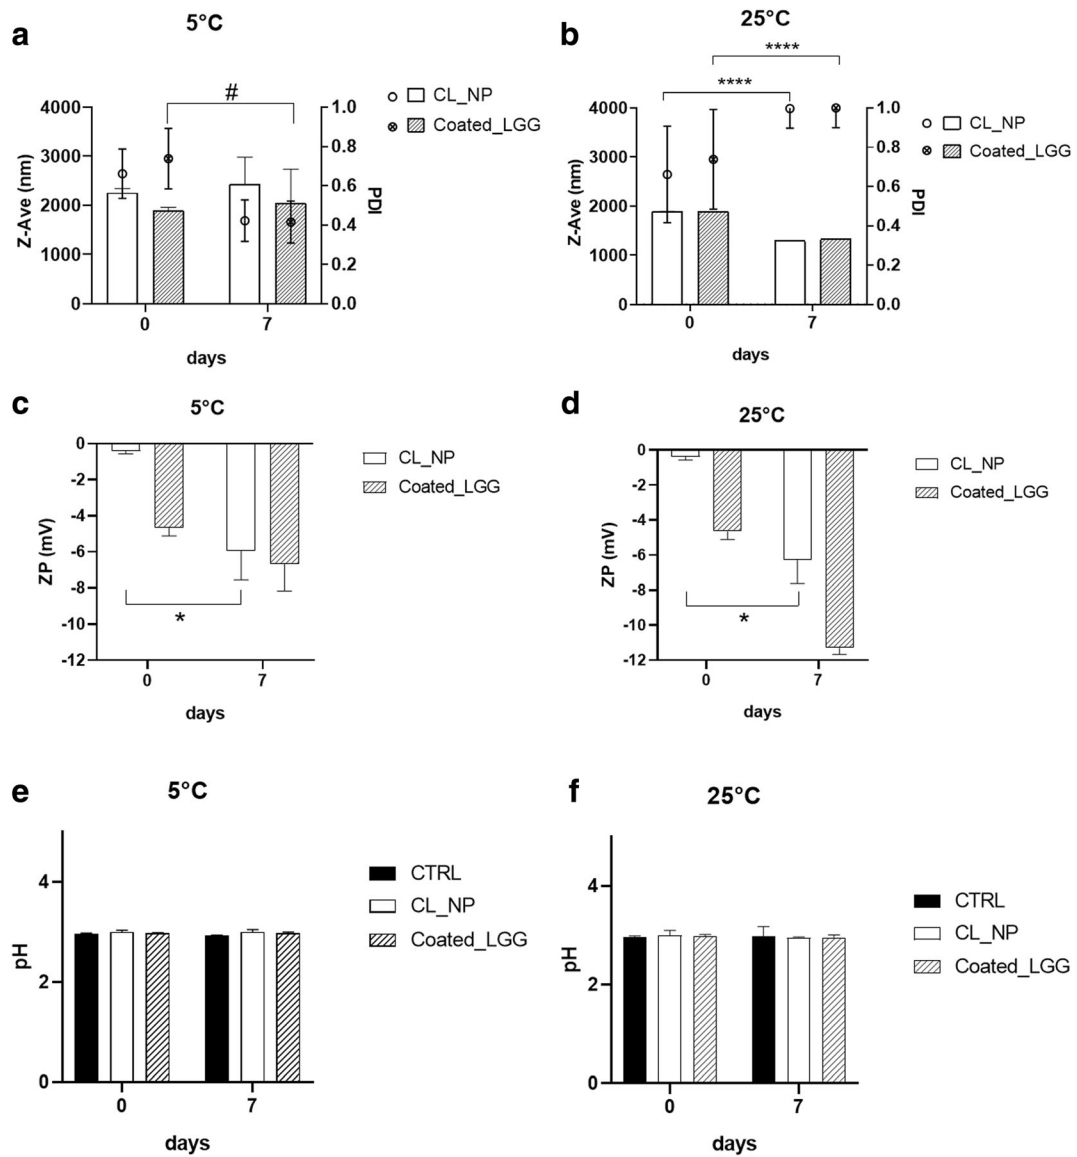 a
5°C
#
4000
3000
2000
1000
0
Z-Ave (nm)
1.0
0.8
0.6
0.4
0.2
0.0
PDI
CL_NP
Coated_LGG
0 7
days
b
25°C
****
****
4000
3000
2000
1000
0
Z-Ave (nm)
1.0
0.8
0.6
0.4
0.2
0.0
PDI
CL_NP
Coated_LGG
0 7
days
c
5°C
0
-2
-4
-6
-8
-10
-12
ZP (mV)
*
CL_NP
Coated_LGG
0 7
days
d
25°C
0
-2
-4
-6
-8
-10
-12
ZP (mV)
*
CL_NP
Coated_LGG
0 7
days
e
5°C
4
2
0
pH
CTRL
CL_NP
Coated_LGG
0 7
days
f
25°C
4
2
0
pH
CTRL
CL_NP
Coated_LGG
0 7
days